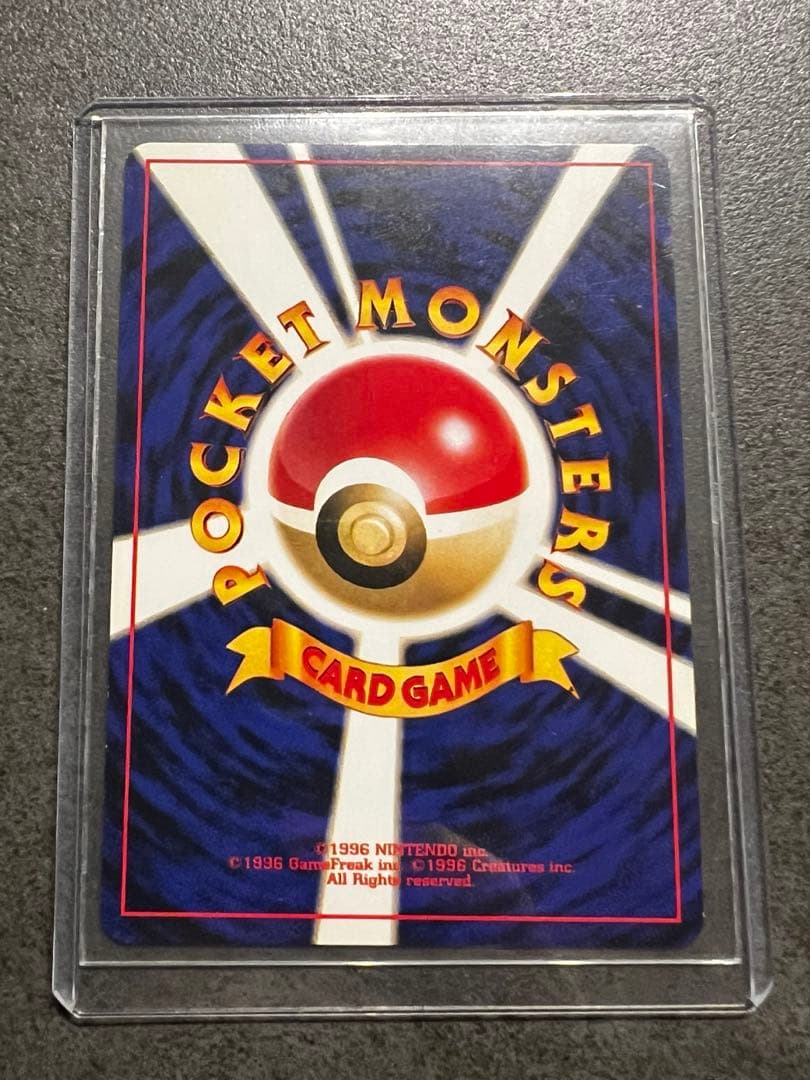 POCKET MONSTERS
CARD GAME
©1996 NINTENDO inc.
©1996 GameFreak inc. ©1996 Creatures inc.
All Rights reserved.